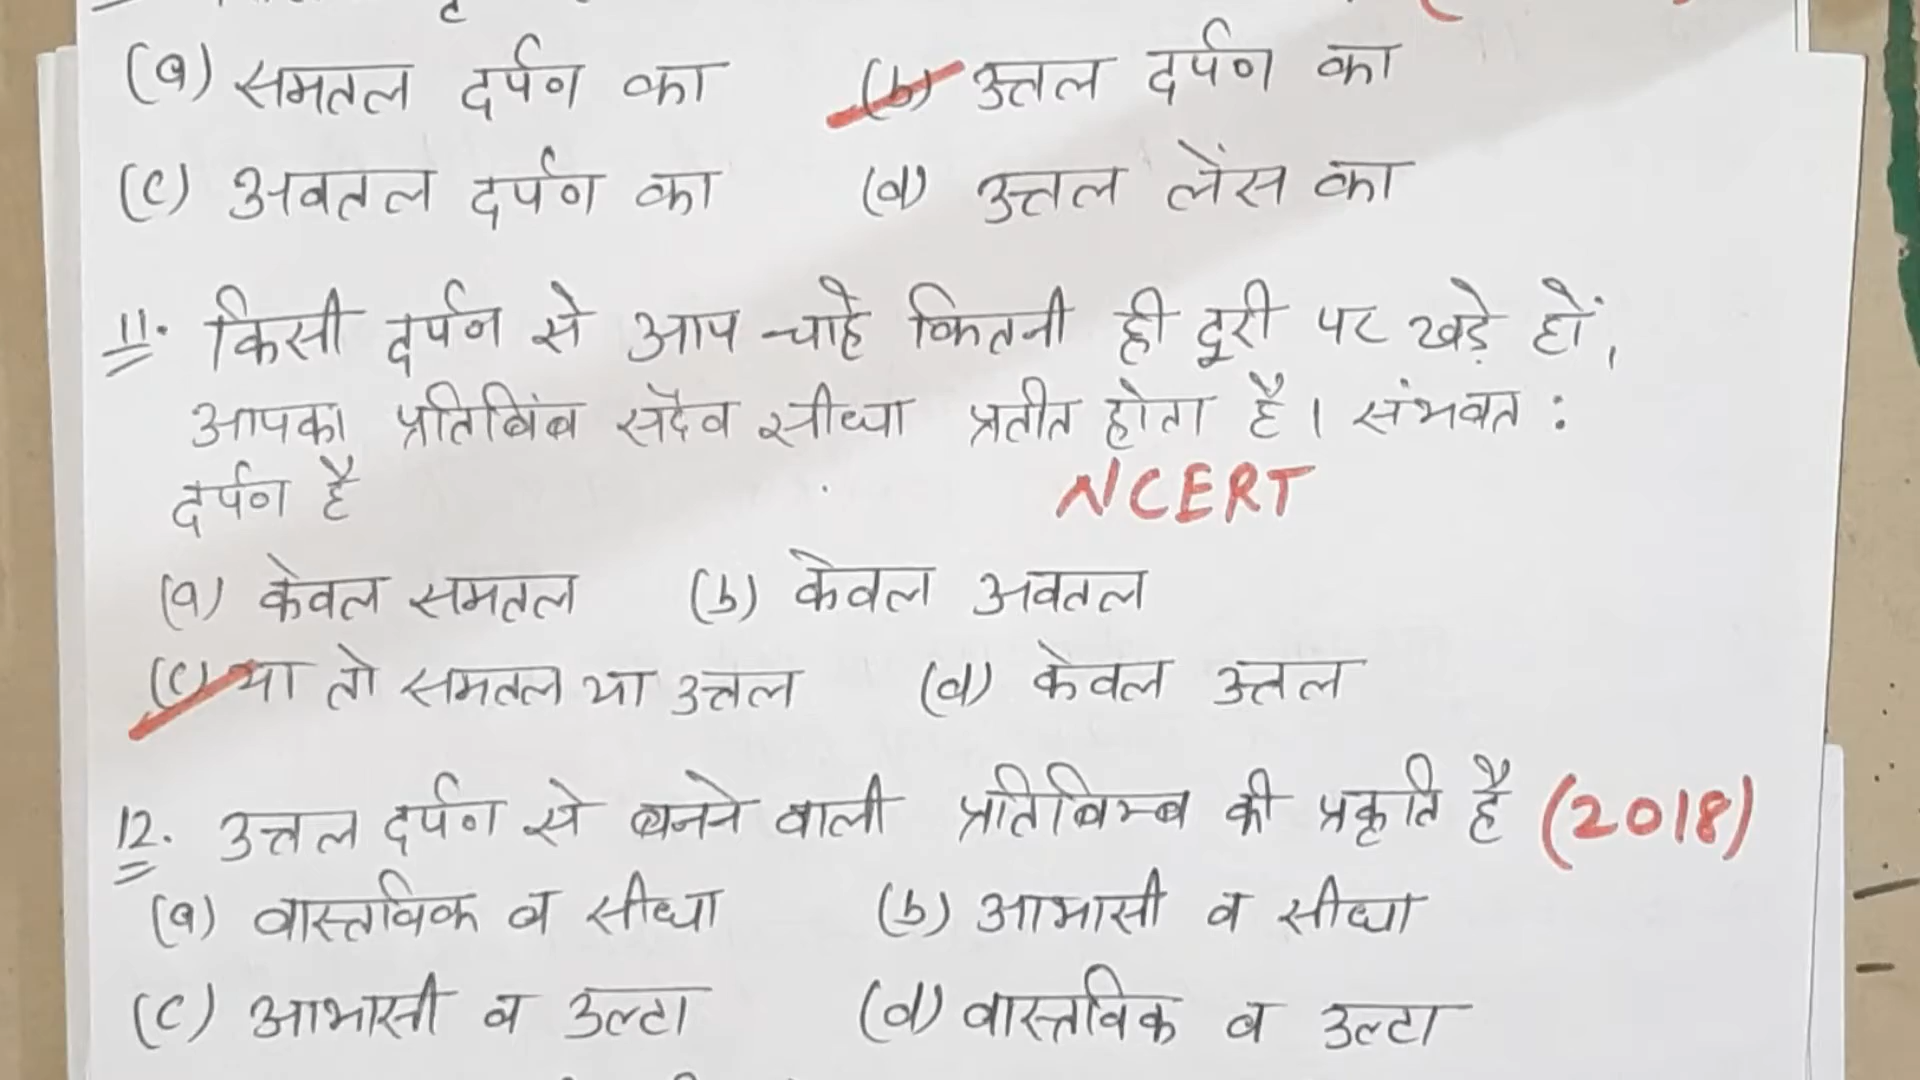 (a) समतल दर्पण का (b) उत्तल दर्पण का
(c) अवतल दर्पण का (d) उत्तल लेंस का
11. किसी दर्पन से आप चाहे कितनी ही दूरी पर खड़े हों,
आपका प्रतिबिंब सदैव सीधा प्रतीत होता है। संभवत :
दर्पण है NCERT
(a) केवल समतल (b) केवल अवतल
(c) या तो समतल या उत्तल (d) केवल उत्तल
12. उत्तल दर्पण से बनने वाली प्रतिबिम्ब की प्रकृति है (2018)
(a) वास्तविक व सीधा (b) आभासी व सीधा
(c) आभासी व उल्टा (d) वास्तविक व उल्टा